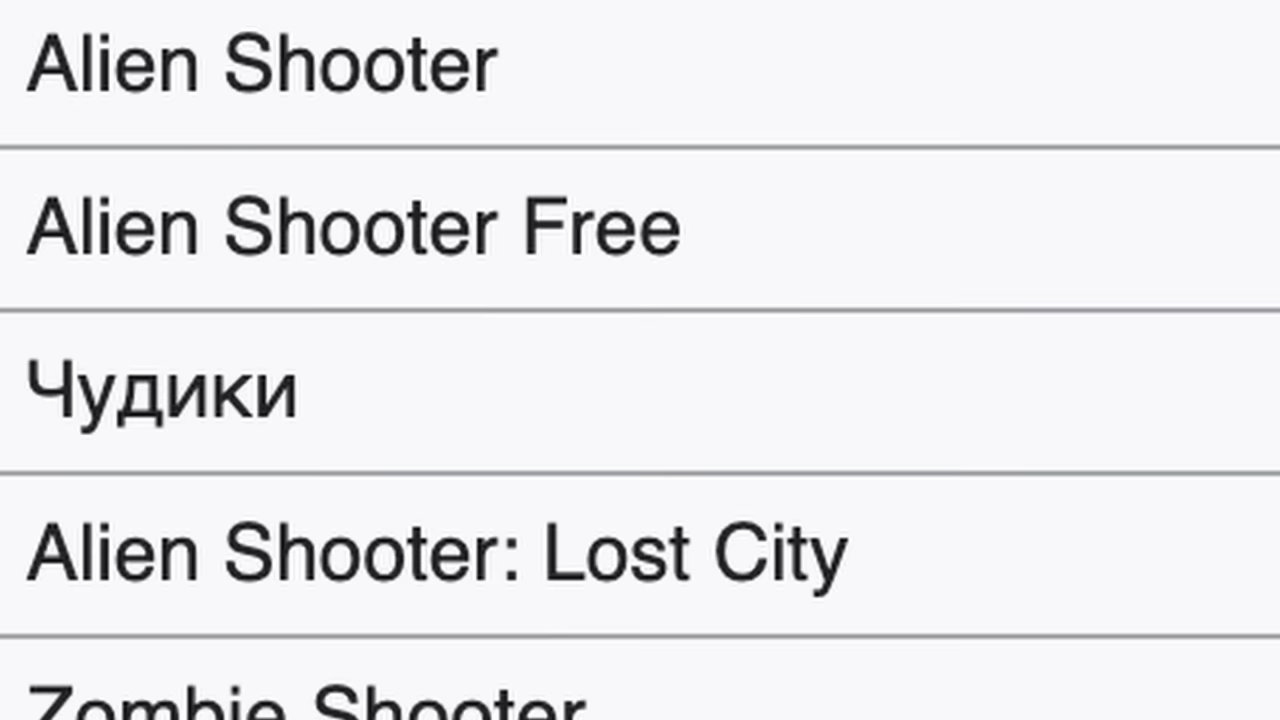 Alien Shooter
Alien Shooter Free
Чудики
Alien Shooter: Lost City
Zombie Shooter